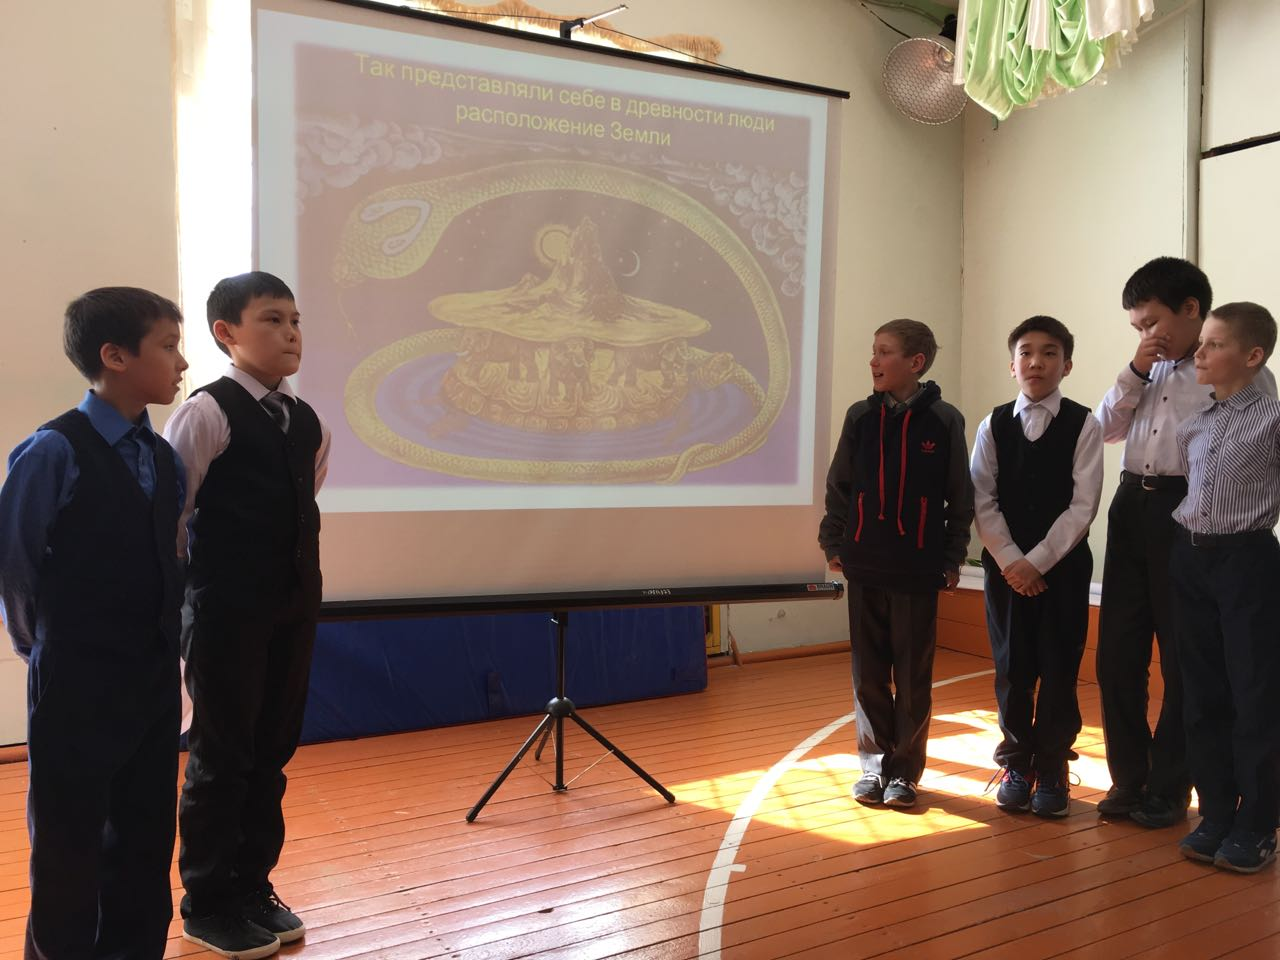 Так представляли себе в древности люди
расположение Земли